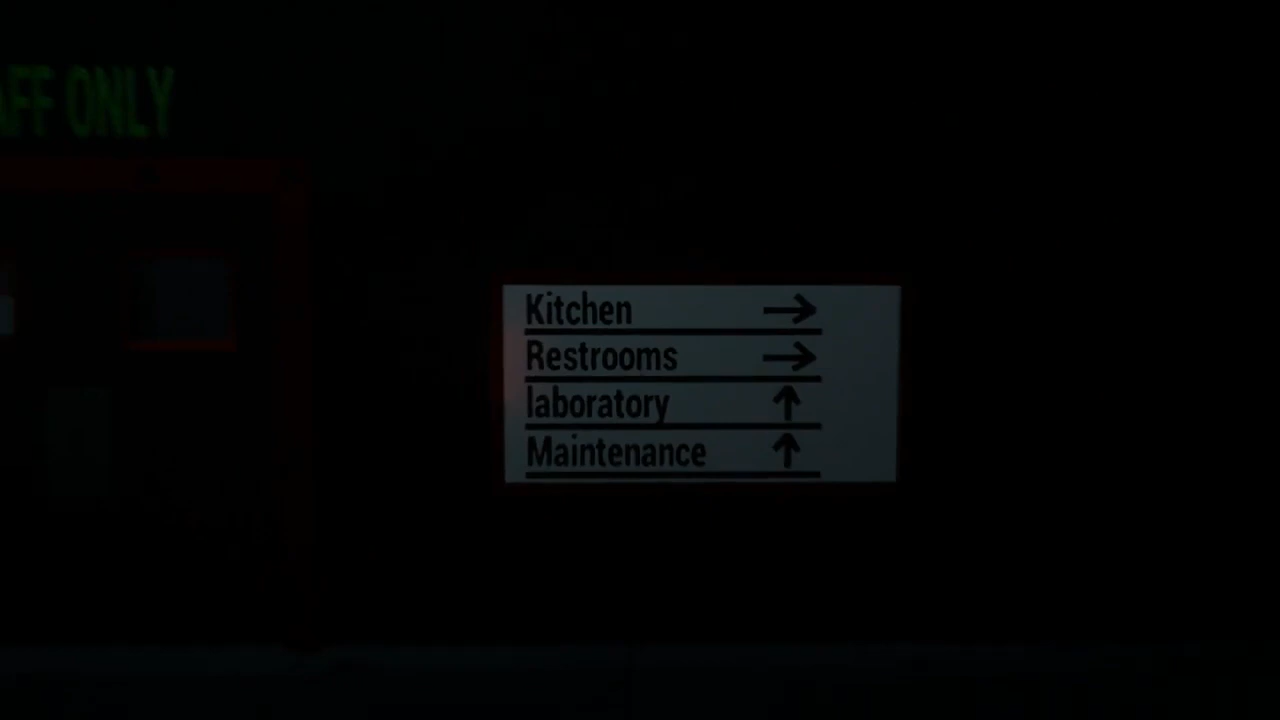 AFF ONLY
Kitchen →
Restrooms →
laboratory ↑
Maintenance ↑